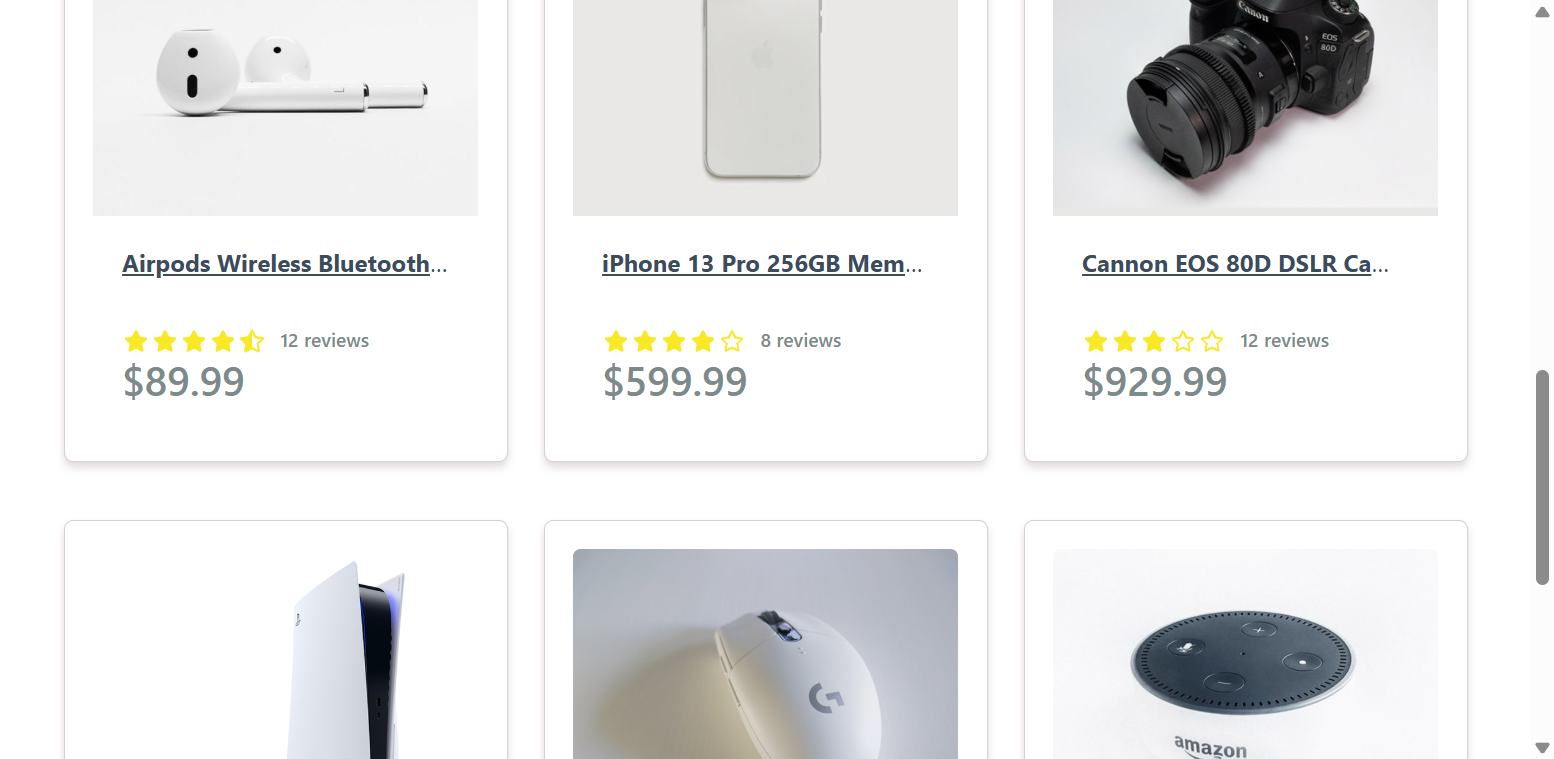 Canon
EOS
80D
A
Airpods Wireless Bluetooth...
iPhone 13 Pro 256GB Mem...
Cannon EOS 80D DSLR Ca...
12 reviews
8 reviews
12 reviews
$89.99
$599.99
$929.99
G
amazon